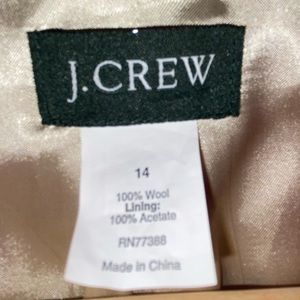 J.CREW
14
100% Wool
Lining:
100% Acetate
RN77388
Made in China